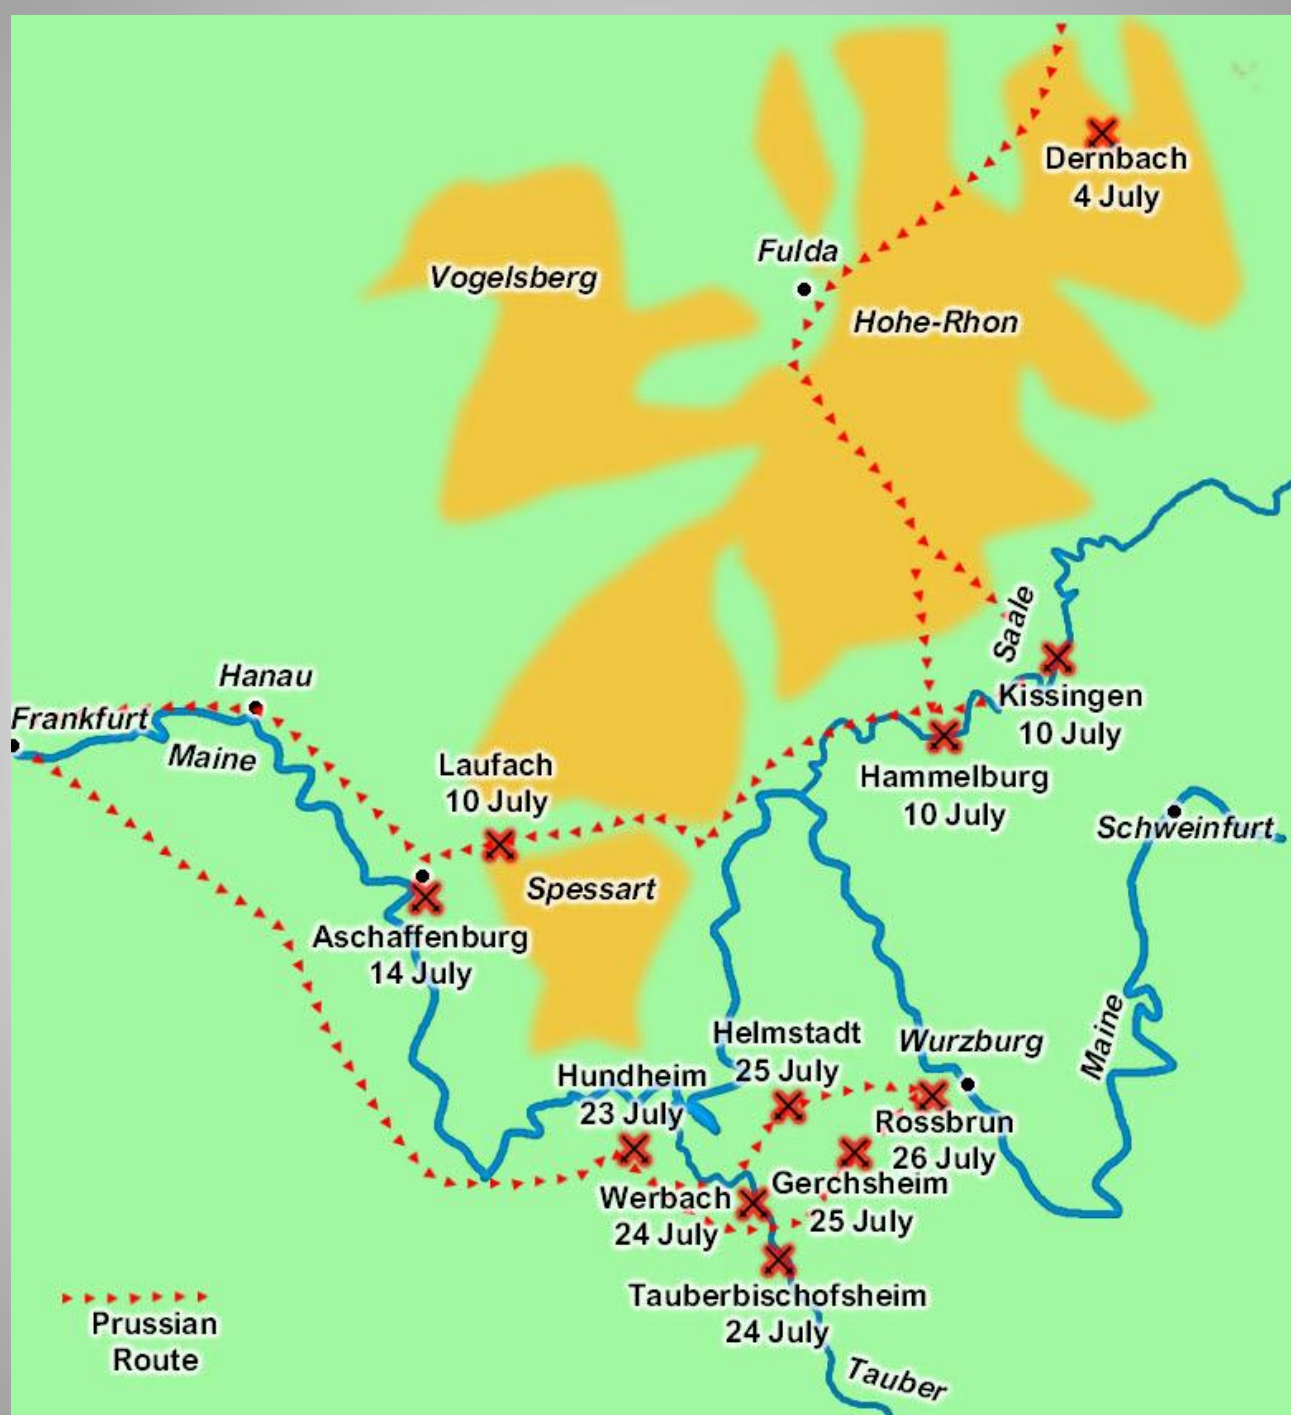 Dernbach
4 July
Fulda
Vogelsberg
Hohe-Rhon
Saale
Hanau
Kissingen
10 July
Frankfurt
Maine
Laufach
10 July
Hammelburg
10 July
Schweinfurt
Spessart
Aschaffenburg
14 July
Helmstadt
25 July
Wurzburg
Maine
Hundheim
23 July
Rossbrun
26 July
Gerchsheim
25 July
Werbach
24 July
Tauberbischofsheim
24 July
Prussian
Route
Tauber